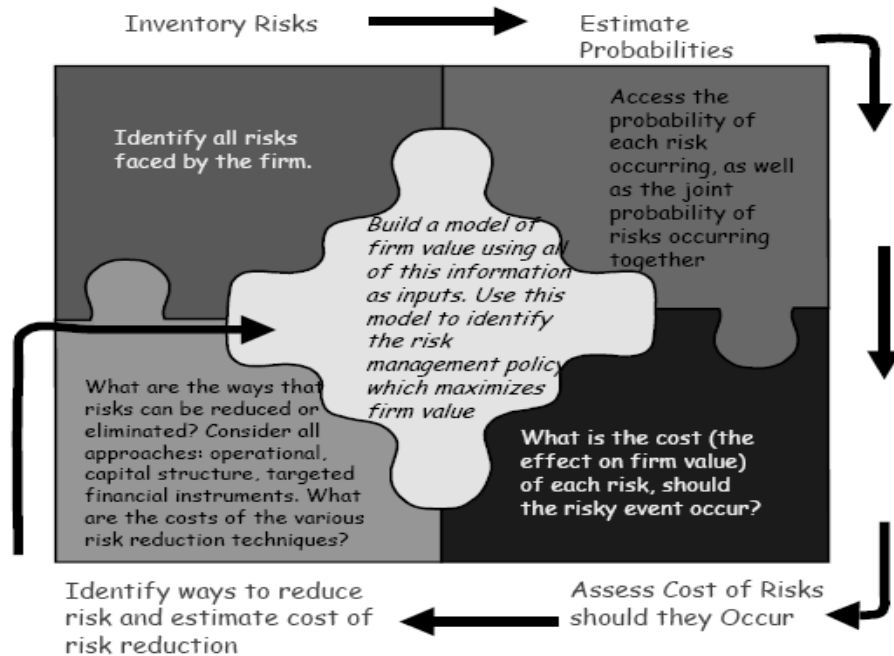 Inventory Risks
Estimate
Probabilities
Identify all risks
faced by the firm.
Access the
probability of
each risk
occurring, as well
as the joint
probability of
risks occurring
together
Build a model of
firm value using all
of this information
as inputs. Use this
model to identify
the risk
management policy
which maximizes
firm value
What are the ways that
risks can be reduced or
eliminated? Consider all
approaches: operational,
capital structure, targeted
financial instruments. What
are the costs of the various
risk reduction techniques?
What is the cost (the
effect on firm value)
of each risk, should
the risky event occur?
Identify ways to reduce
risk and estimate cost of
risk reduction
Assess Cost of Risks
should they Occur